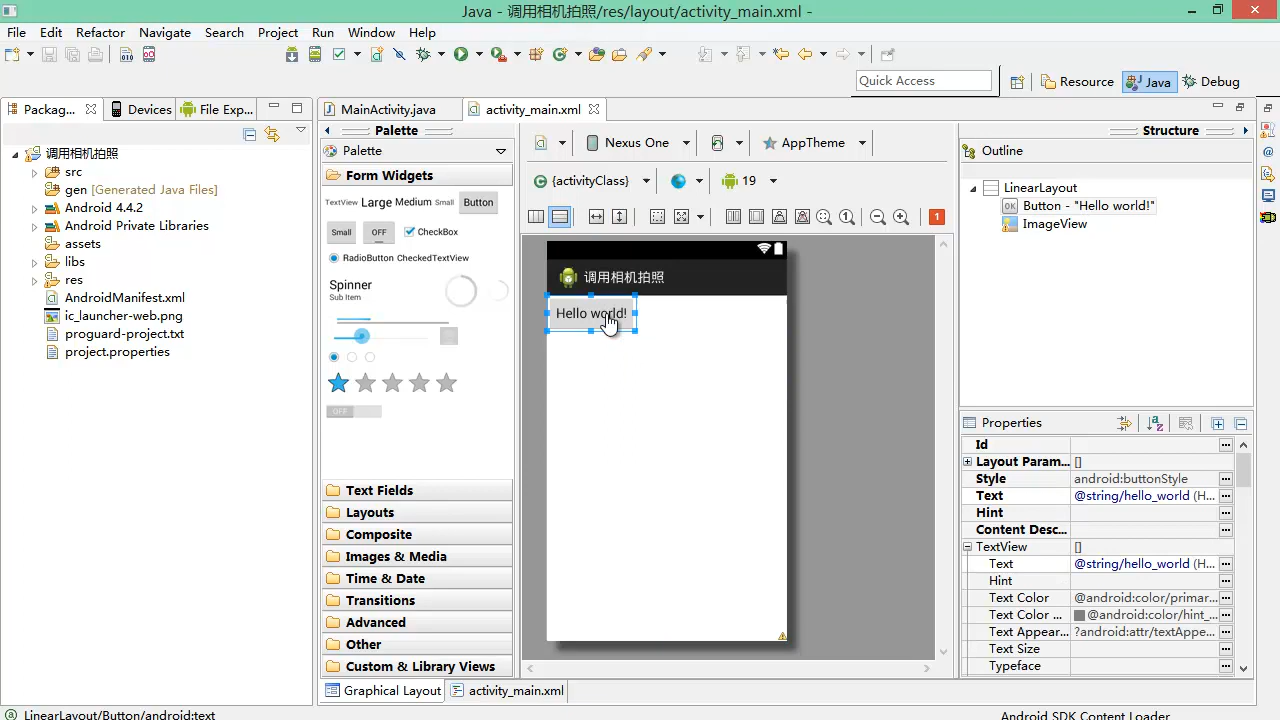 Java - 调用相机拍照/res/layout/activity_main.xml -
File Edit Refactor Navigate Search Project Run Window Help
Quick Access
Resource Java Debug
Packag... Devices File Exp...
调用相机拍照
src
gen [Generated Java Files]
Android 4.4.2
Android Private Libraries
assets
libs
res
AndroidManifest.xml
ic_launcher-web.png
proguard-project.txt
project.properties
MainActivity.java activity_main.xml
Palette
Palette
Form Widgets
TextView Large Medium Small Button
Small OFF CheckBox
RadioButton CheckedTextView
Spinner
Sub Item
OFF
Text Fields
Layouts
Composite
Images & Media
Time & Date
Transitions
Advanced
Other
Custom & Library Views
Graphical Layout activity_main.xml
Nexus One AppTheme
{activityClass} 19
1
1
调用相机拍照
Hello world!
Structure
Outline
LinearLayout
OK Button - "Hello world!"
ImageView
Properties
Id
Layout Param... []
Style android:buttonStyle
Text @string/hello_world (H...
Hint
Content Desc...
TextView []
Text @string/hello_world (H...
Hint
Text Color @android:color/primar...
Text Color ... @android:color/hint_...
Text Appear... ?android:attr/textAppe...
Text Size
Typeface
LinearLayout/Button/android:text
Android SDK Content Loader